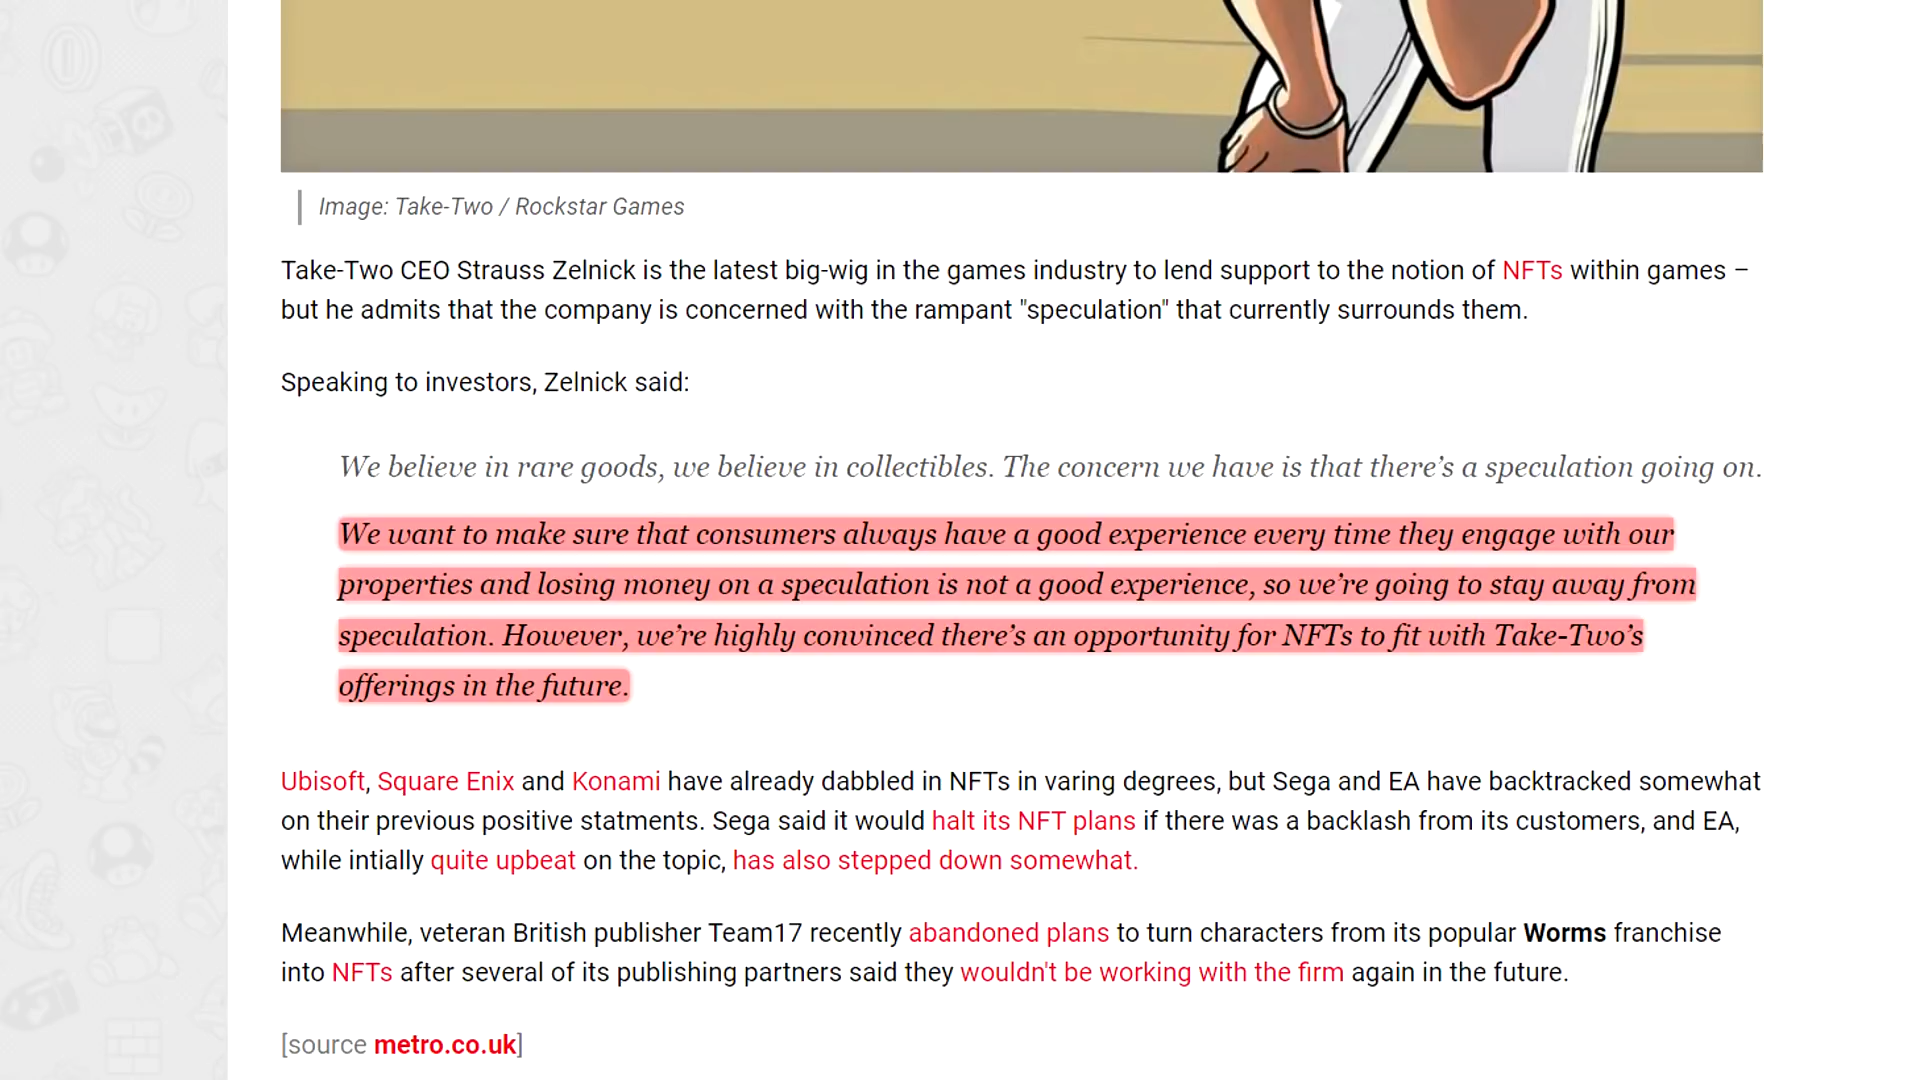 Image: Take-Two / Rockstar Games
Take-Two CEO Strauss Zelnick is the latest big-wig in the games industry to lend support to the notion of NFTs within games –
but he admits that the company is concerned with the rampant "speculation" that currently surrounds them.
Speaking to investors, Zelnick said:
We believe in rare goods, we believe in collectibles. The concern we have is that there’s a speculation going on.
We want to make sure that consumers always have a good experience every time they engage with our
properties and losing money on a speculation is not a good experience, so we’re going to stay away from
speculation. However, we’re highly convinced there’s an opportunity for NFTs to fit with Take-Two’s
offerings in the future.
Ubisoft, Square Enix and Konami have already dabbled in NFTs in varing degrees, but Sega and EA have backtracked somewhat
on their previous positive statments. Sega said it would halt its NFT plans if there was a backlash from its customers, and EA,
while intially quite upbeat on the topic, has also stepped down somewhat.
Meanwhile, veteran British publisher Team17 recently abandoned plans to turn characters from its popular Worms franchise
into NFTs after several of its publishing partners said they wouldn't be working with the firm again in the future.
[source metro.co.uk]